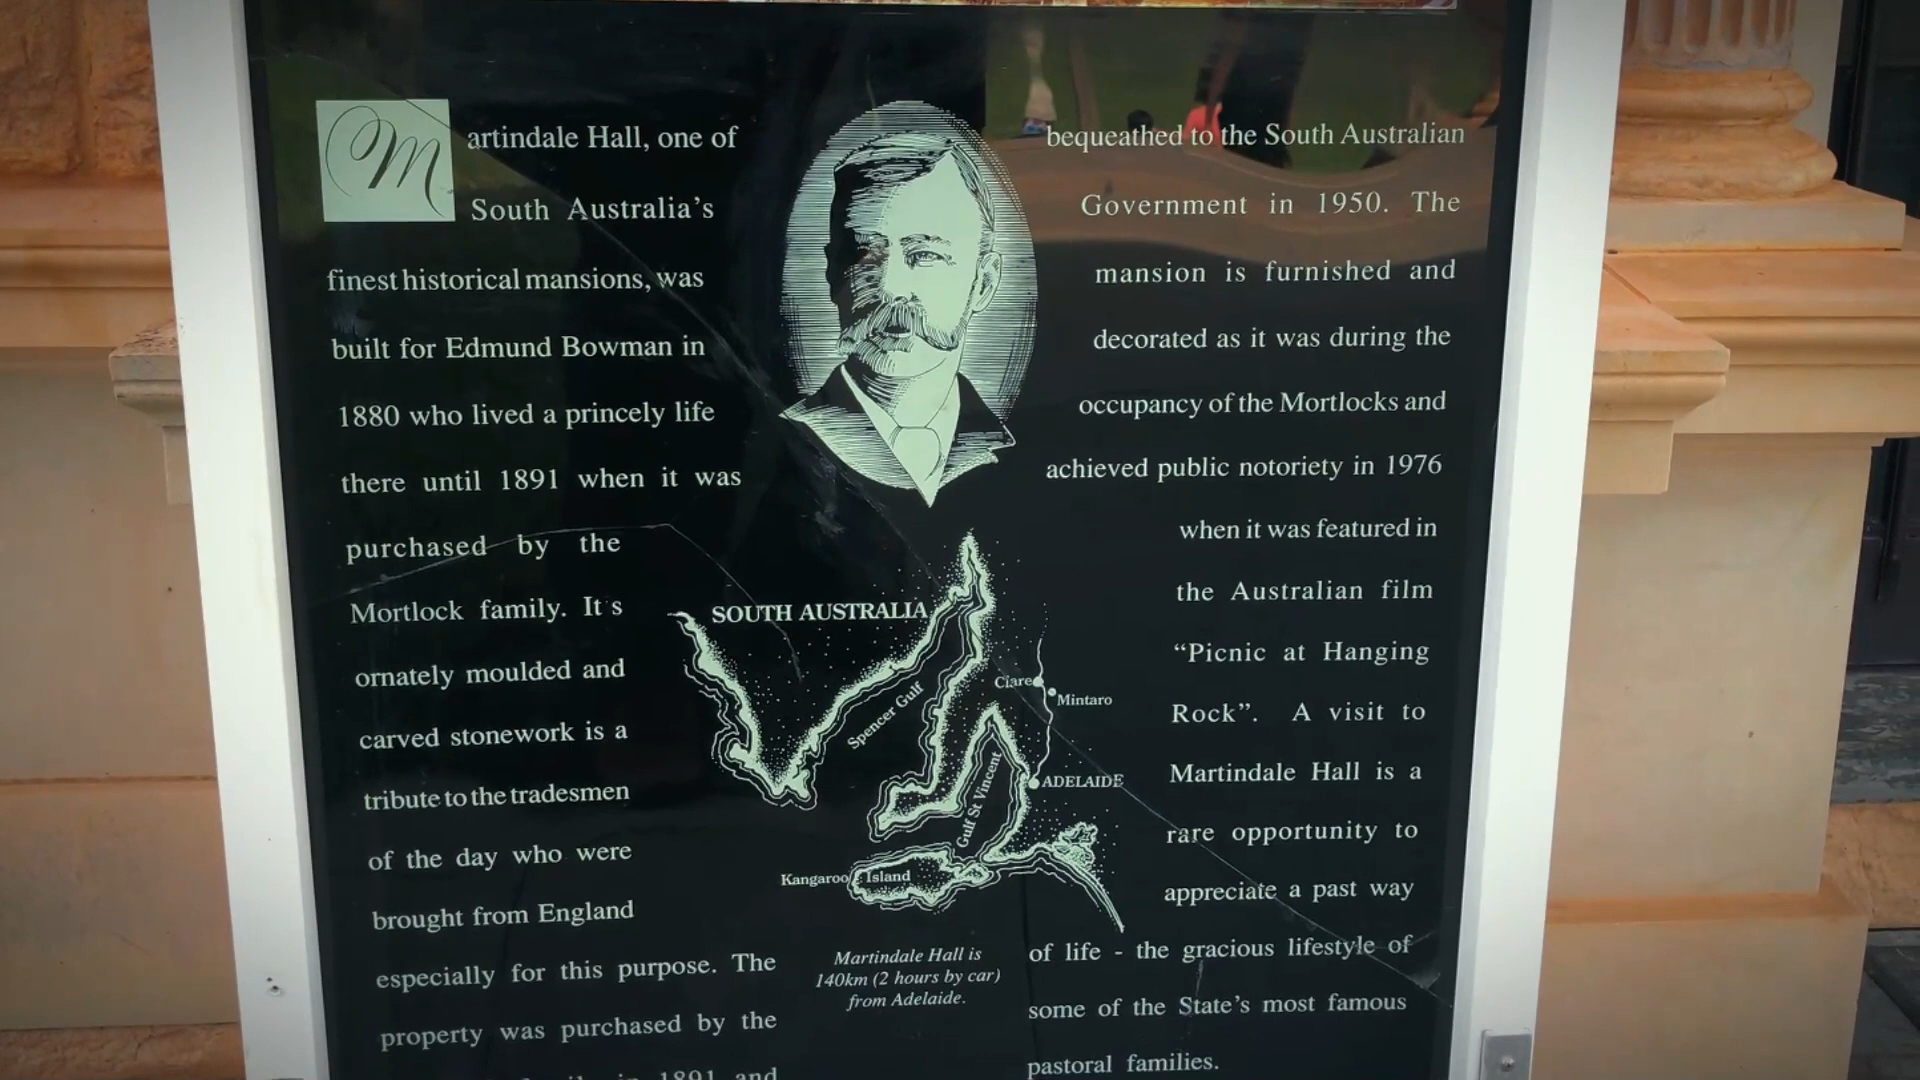 Martindale Hall, one of
South Australia's
finest historical mansions, was
built for Edmund Bowman in
1880 who lived a princely life
there until 1891 when it was
purchased by the
Mortlock family. It's
ornately moulded and
carved stonework is a
tribute to the tradesmen
of the day who were
brought from England
especially for this purpose. The
property was purchased by the
in 1891 and
SOUTH AUSTRALIA
Spencer Gulf
Clare
Mintaro
ADELAIDE
Gulf St Vincent
Kangaroo Island
Martindale Hall is
140km (2 hours by car)
from Adelaide.
bequeathed to the South Australian
Government in 1950. The
mansion is furnished and
decorated as it was during the
occupancy of the Mortlocks and
achieved public notoriety in 1976
when it was featured in
the Australian film
“Picnic at Hanging
Rock”. A visit to
Martindale Hall is a
rare opportunity to
appreciate a past way
of life - the gracious lifestyle of
some of the State's most famous
pastoral families.